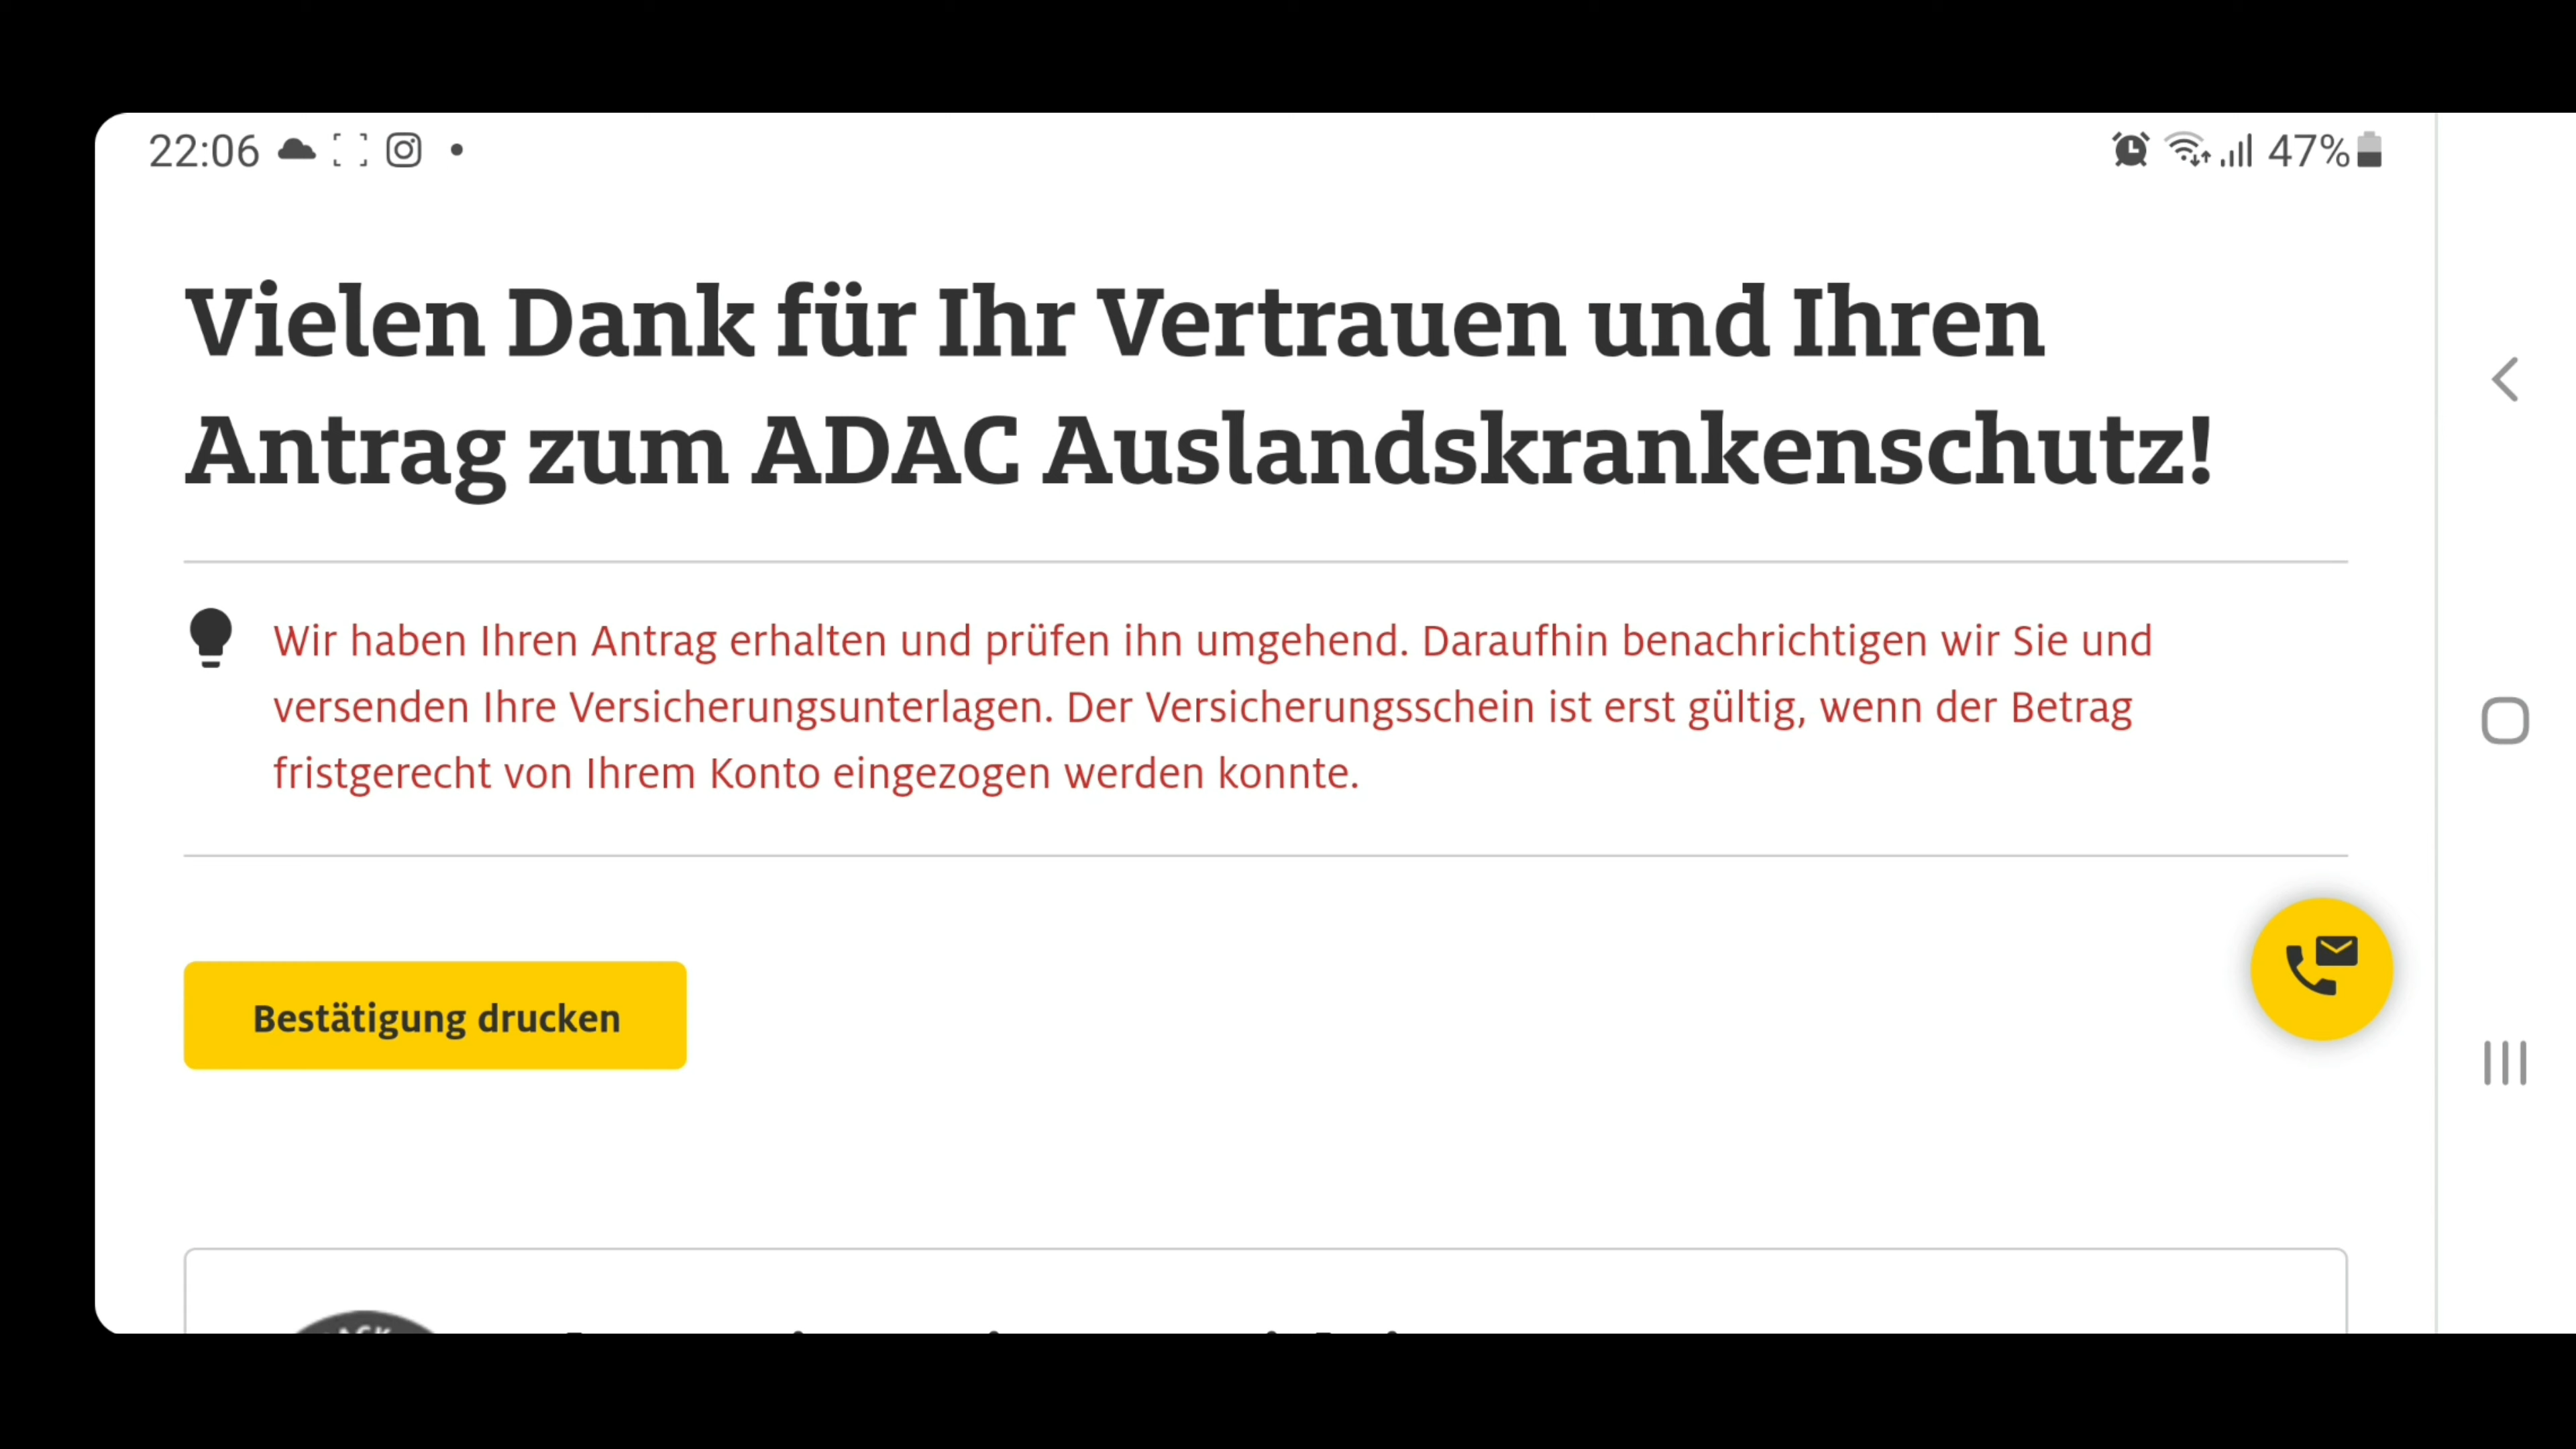 22:06
47%
Vielen Dank für Ihr Vertrauen und Ihren
Antrag zum ADAC Auslandskrankenschutz!
Wir haben Ihren Antrag erhalten und prüfen ihn umgehend. Daraufhin benachrichtigen wir Sie und
versenden Ihre Versicherungsunterlagen. Der Versicherungsschein ist erst gültig, wenn der Betrag
fristgerecht von Ihrem Konto eingezogen werden konnte.
Bestätigung drucken